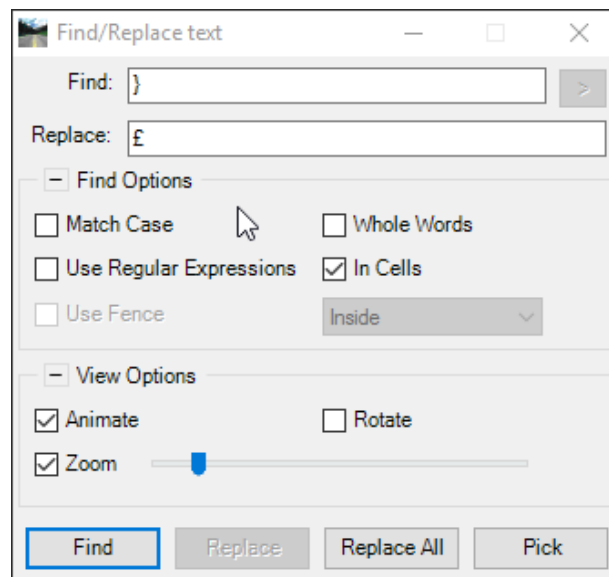 Find/Replace text
Find: }
>
Replace: £
Find Options
Match Case Whole Words
Use Regular Expressions In Cells
Use Fence Inside
View Options
Animate Rotate
Zoom
Find Replace Replace All Pick